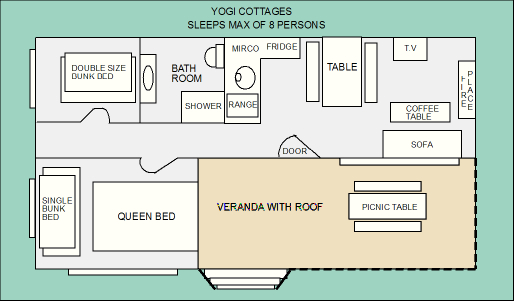 YOGI COTTAGES
SLEEPS MAX OF 8 PERSONS
DOUBLE SIZE
BUNK BED
BATH
ROOM
SHOWER
MIRCO
FRIDGE
RANGE
TABLE
T.V
FIRE
PLACE
COFFEE
TABLE
SOFA
DOOR
SINGLE
BUNK
BED
QUEEN BED
VERANDA WITH ROOF
PICNIC TABLE